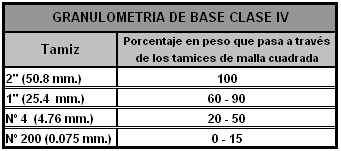 GRANULOMETRIA DE BASE CLASE IV
Tamiz
Porcentaje en peso que pasa a través
de los tamices de malla cuadrada
2" (50.8 mm.) 100
1" (25.4 mm.) 60 - 90
Nº 4 (4.76 mm.) 20 - 50
Nº 200 (0.075 mm.) 0 - 15